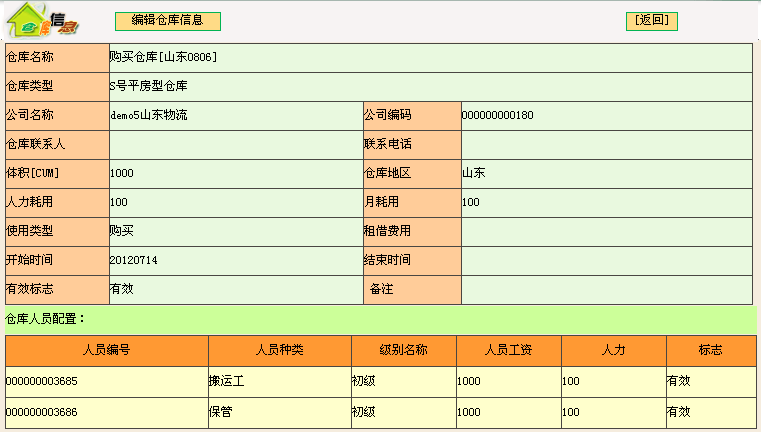 仓库信息 编辑仓库信息 [返回]
仓库名称 购买仓库[山东0806]
仓库类型 S号平房型仓库
公司名称 demo5山东物流 公司编码 000000000180
仓库联系人 联系电话
体积[CUM] 1000 仓库地区 山东
人力耗用 100 月耗用 100
使用类型 购买 租借费用
开始时间 20120714 结束时间
有效标志 有效 备注
仓库人员配置：
人员编号 人员种类 级别名称 人员工资 人力 标志
000000003685 搬运工 初级 1000 100 有效
000000003686 保管 初级 1000 100 有效